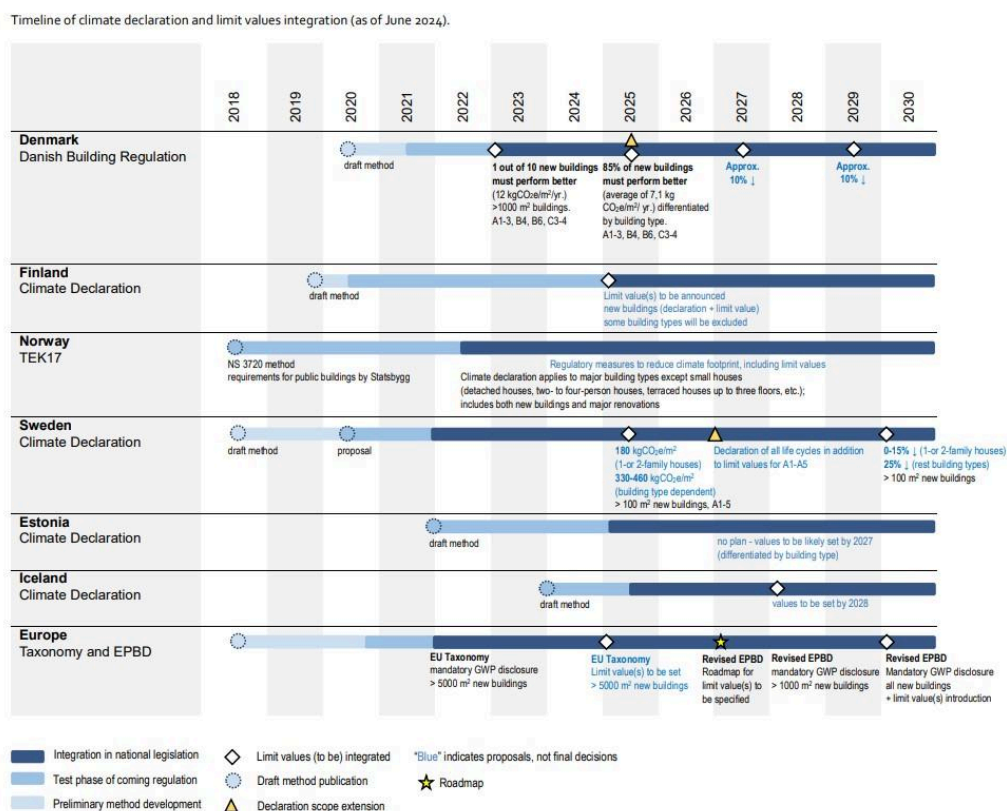 Timeline of climate declaration and limit values integration (as of June 2024).
2018 2019 2020 2021 2022 2023 2024 2025 2026 2027 2028 2029 2030
Denmark
Danish Building Regulation
draft method
1 out of 10 new buildings
must perform better
(12 kgCO₂e/m²/yr.)
>1000 m² buildings.
A1-3, B4, B6, C3-4
85% of new buildings
must perform better
(average of 7,1 kg
CO₂e/m²/ yr.) differentiated
by building type.
A1-3, B4, B6, C3-4
Approx.
10% ↓
Approx.
10% ↓
Finland
Climate Declaration
draft method
Limit value(s) to be announced
new buildings (declaration + limit value)
some building types will be excluded
Norway
TEK17
NS 3720 method
requirements for public buildings by Statsbygg
Regulatory measures to reduce climate footprint, including limit values
Climate declaration applies to major building types except small houses
(detached houses, two- to four-person houses, terraced houses up to three floors, etc.);
includes both new buildings and major renovations
Sweden
Climate Declaration
draft method
proposal
180 kgCO₂e/m²
(1-or 2-family houses)
330-460 kgCO₂e/m²
(building type dependent)
> 100 m² new buildings, A1-5
Declaration of all life cycles in addition
to limit values for A1-A5
0-15% ↓ (1-or 2-family houses)
25% ↓ (rest building types)
> 100 m² new buildings
Estonia
Climate Declaration
draft method
no plan - values to be likely set by 2027
(differentiated by building type)
Iceland
Climate Declaration
draft method
values to be set by 2028
Europe
Taxonomy and EPBD
EU Taxonomy
mandatory GWP disclosure
> 5000 m² new buildings
EU Taxonomy
Limit value(s) to be set
> 5000 m² new buildings
Revised EPBD
Roadmap for
limit value(s) to
be specified
Revised EPBD
mandatory GWP disclosure
> 1000 m² new buildings
Revised EPBD
Mandatory GWP disclosure
all new buildings
+ limit value(s) introduction
Integration in national legislation
Test phase of coming regulation
Preliminary method development
Limit values (to be) integrated
Draft method publication
Declaration scope extension
"Blue" indicates proposals, not final decisions
Roadmap